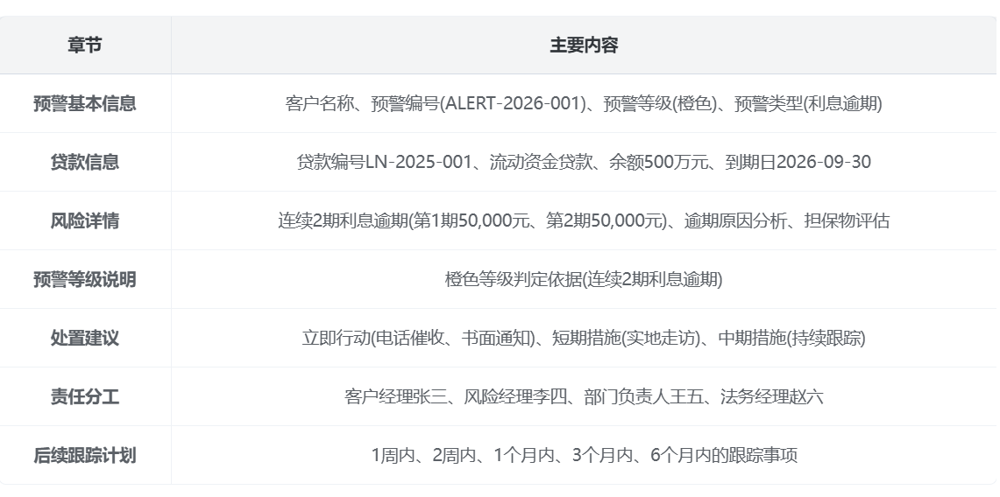 章节 主要内容
预警基本信息 客户名称、预警编号(ALERT-2026-001)、预警等级(橙色)、预警类型(利息逾期)
贷款信息 贷款编号LN-2025-001、流动资金贷款、余额500万元、到期日2026-09-30
风险详情 连续2期利息逾期(第1期50,000元、第2期50,000元)、逾期原因分析、担保物评估
预警等级说明 橙色等级判定依据(连续2期利息逾期)
处置建议 立即行动(电话催收、书面通知)、短期措施(实地走访)、中期措施(持续跟踪)
责任分工 客户经理张三、风险经理李四、部门负责人王五、法务经理赵六
后续跟踪计划 1周内、2周内、1个月内、3个月内、6个月内的跟踪事项